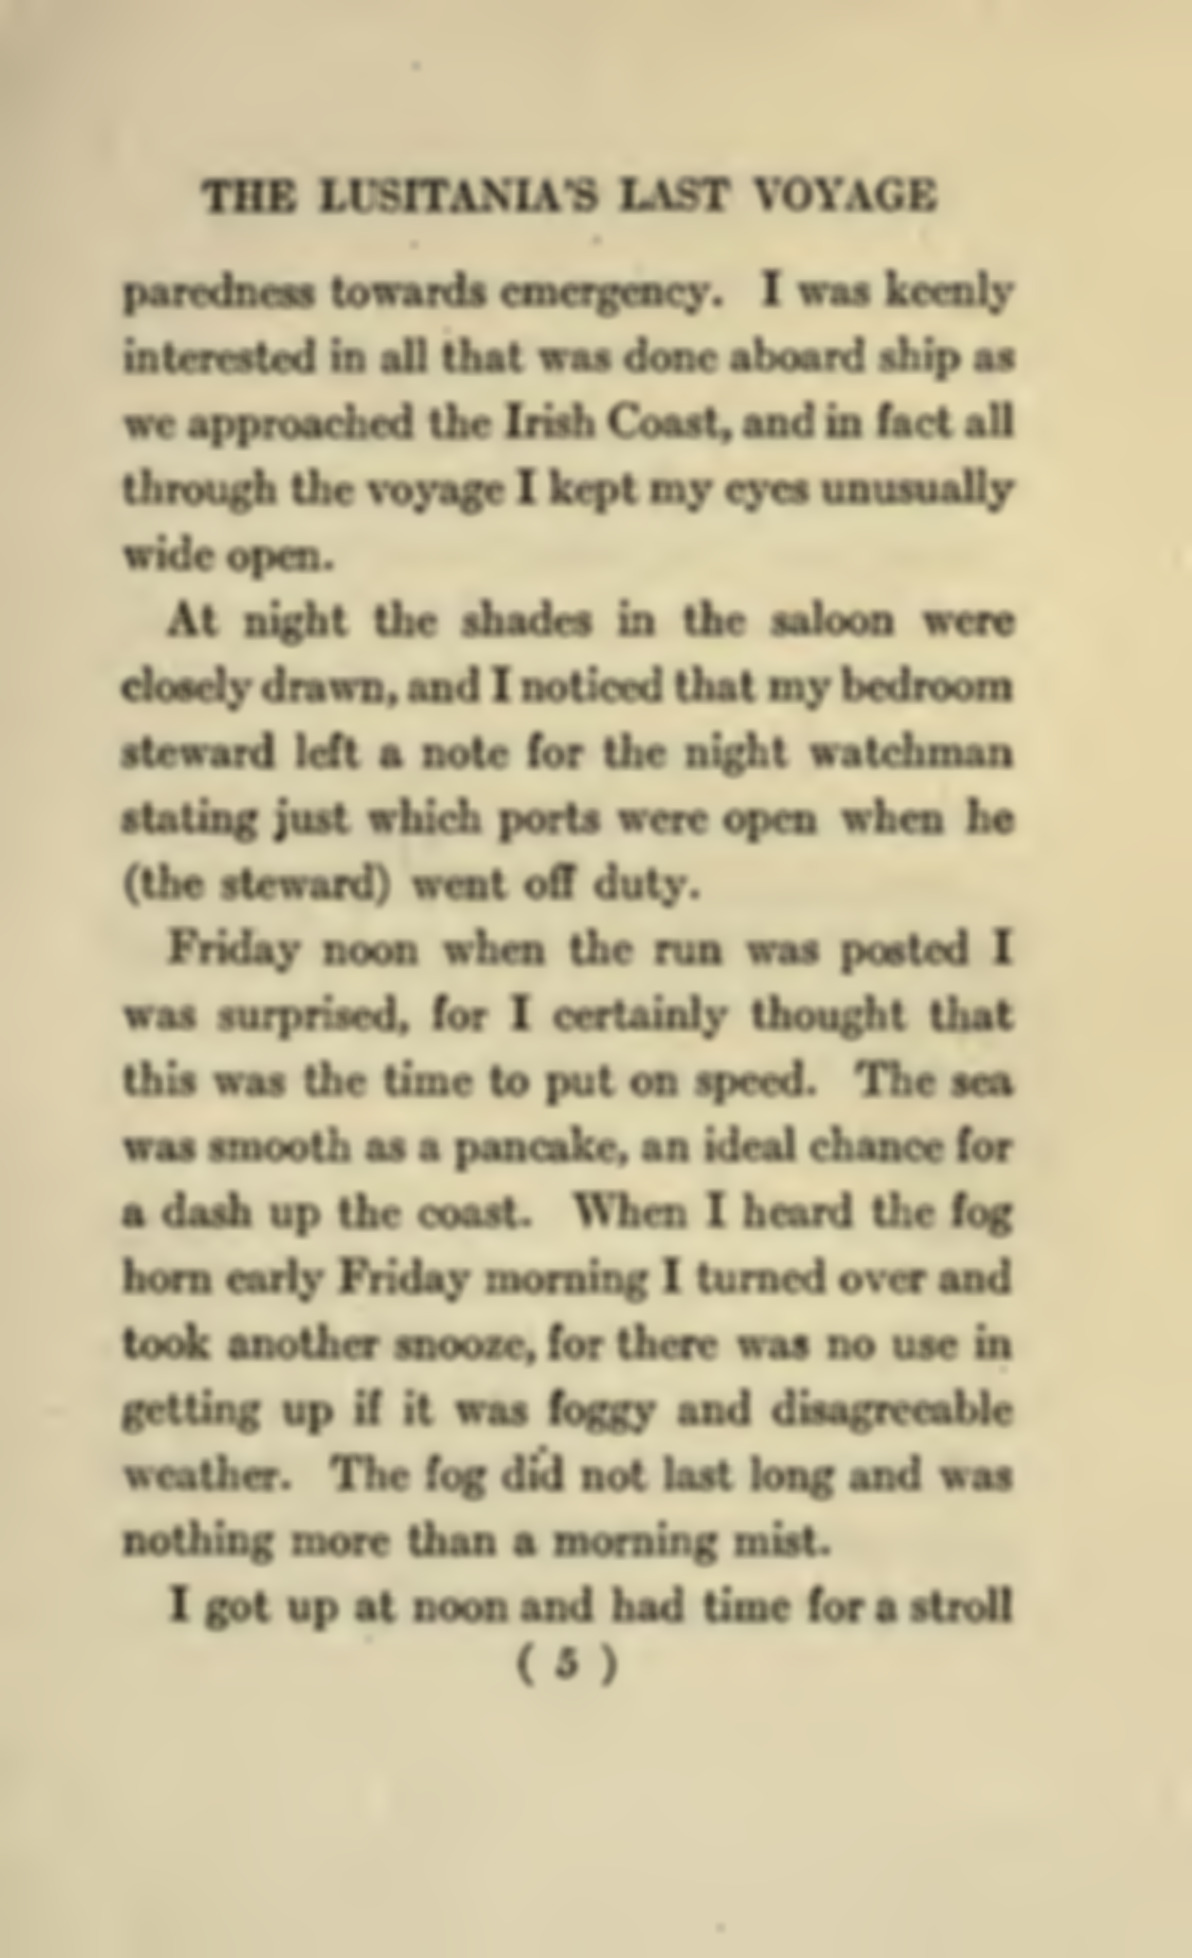 THE LUSITANIA'S LAST VOYAGE
paredness towards emergency. I was keenly
interested in all that was done aboard ship as
we approached the Irish Coast, and in fact all
through the voyage I kept my eyes unusually
wide open.
At night the shades in the saloon were
closely drawn, and I noticed that my bedroom
steward left a note for the night watchman
stating just which ports were open when he
(the steward) went off duty.
Friday noon when the run was posted I
was surprised, for I certainly thought that
this was the time to put on speed. The sea
was smooth as a pancake, an ideal chance for
a dash up the coast. When I heard the fog
horn early Friday morning I turned over and
took another snooze, for there was no use in
getting up if it was foggy and disagreeable
weather. The fog did not last long and was
nothing more than a morning mist.
I got up at noon and had time for a stroll
( 5 )